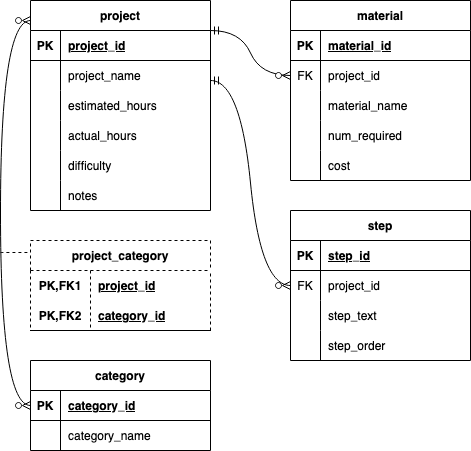 project
PK project_id
project_name
estimated_hours
actual_hours
difficulty
notes
material
PK material_id
FK project_id
material_name
num_required
cost
project_category
PK,FK1 project_id
PK,FK2 category_id
step
PK step_id
FK project_id
step_text
step_order
category
PK category_id
category_name